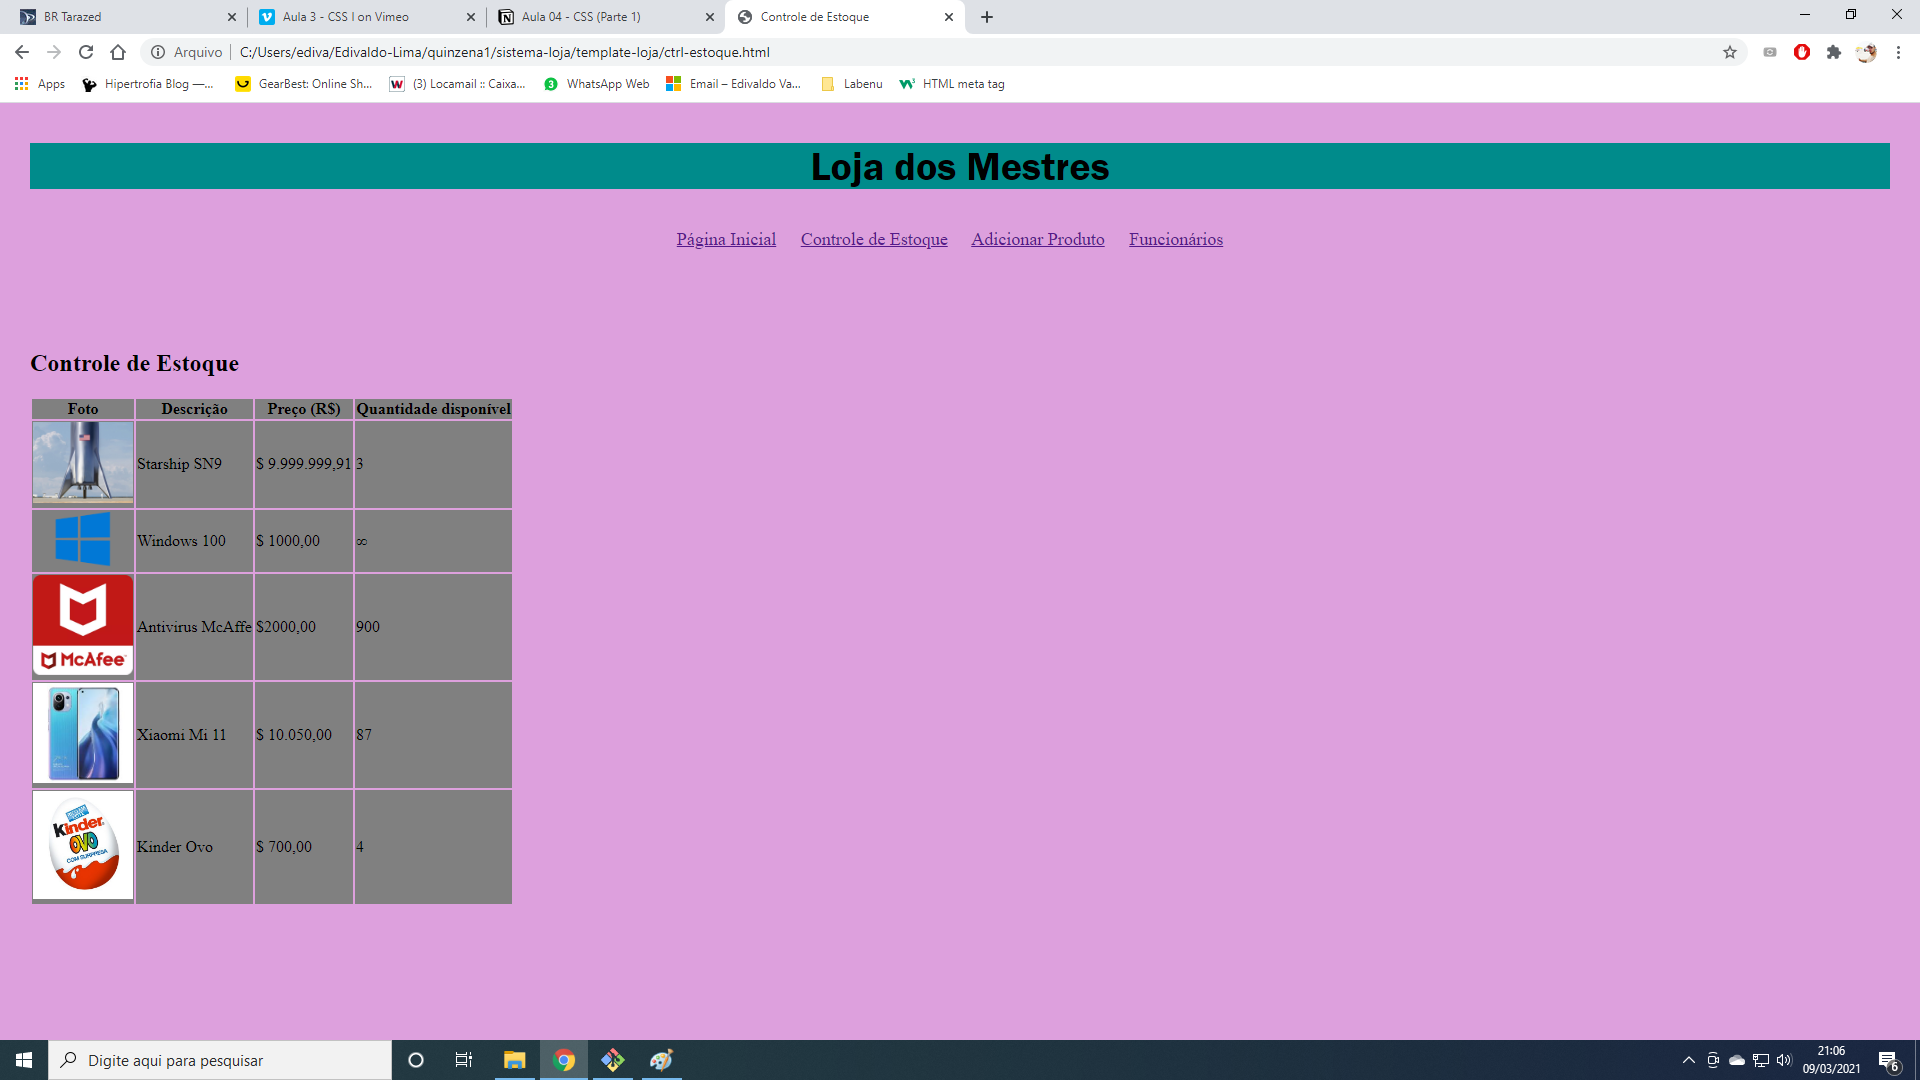 BR Tarazed
Aula 3 - CSS I on Vimeo
Aula 04 - CSS (Parte 1)
Controle de Estoque
Arquivo C:/Users/ediva/Edivaldo-Lima/quinzena1/sistema-loja/template-loja/ctrl-estoque.html
Apps Hipertrofia Blog —... GearBest: Online Sh... (3) Locamail :: Caixa... WhatsApp Web Email – Edivaldo Va... Labenu HTML meta tag
Loja dos Mestres
Página Inicial Controle de Estoque Adicionar Produto Funcionários
Controle de Estoque
Foto Descrição Preço (R$) Quantidade disponível
Starship SN9 $ 9.999.999,91 3
Windows 100 $ 1000,00 ∞
McAfee
Antivirus McAffe $2000,00 900
Xiaomi Mi 11 $ 10.050,00 87
Kinder
OVO
COM SURPRESA
Kinder Ovo $ 700,00 4
Digite aqui para pesquisar
21:06
09/03/2021
6